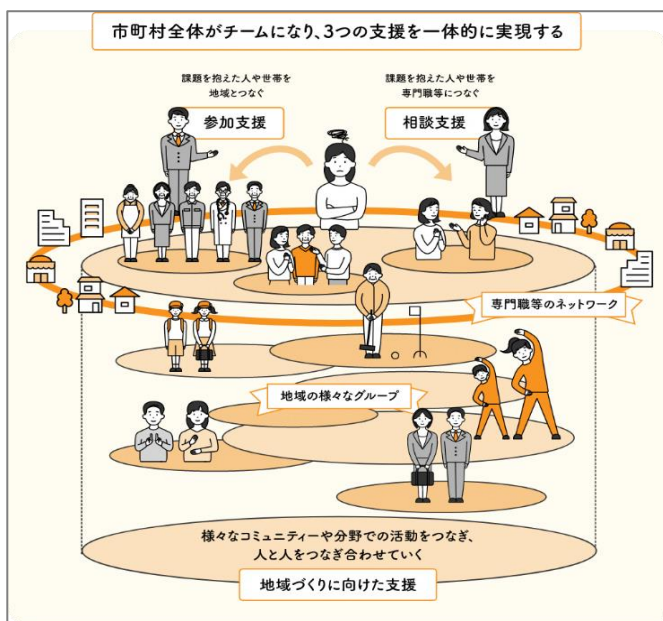 市町村全体がチームになり、3つの支援を一体的に実現する
課題を抱えた人や世帯を
地域とつなぐ
参加支援
課題を抱えた人や世帯を
専門職等につなぐ
相談支援
専門職等のネットワーク
地域の様々なグループ
様々なコミュニティーや分野での活動をつなぎ、
人と人をつなぎ合わせていく
地域づくりに向けた支援